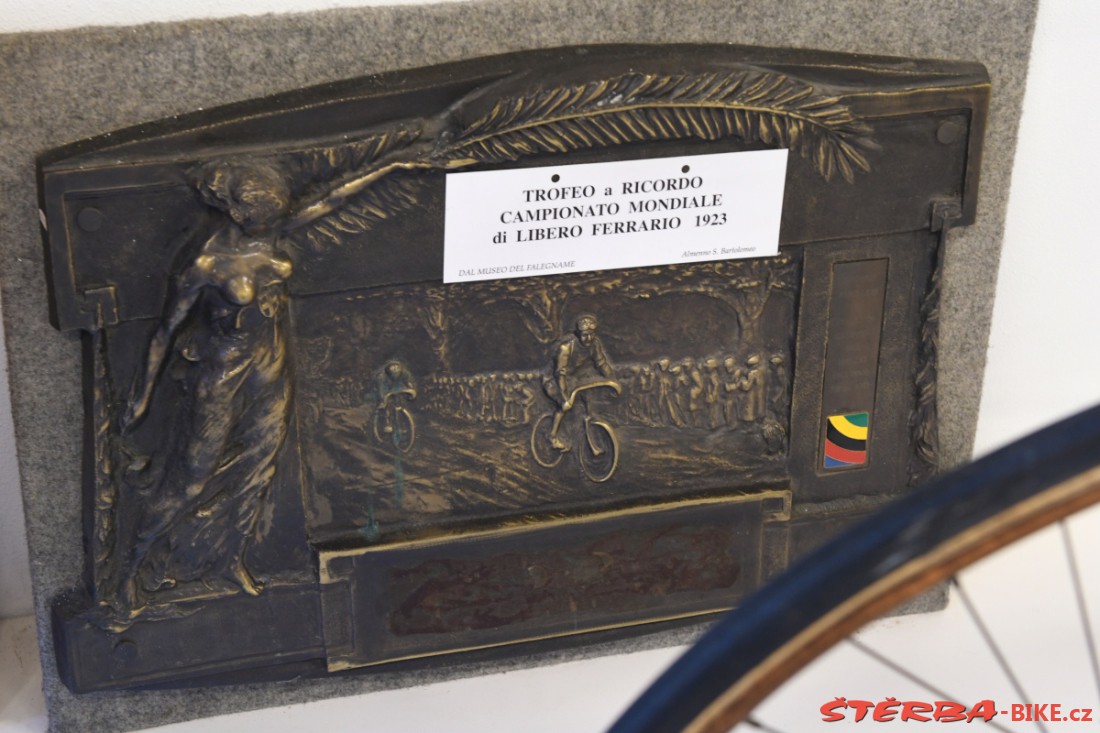 TROFEO a RICORDO
CAMPIONATO MONDIALE
di LIBERO FERRARIO 1923
DAL MUSEO DEL FALEGNAME
Almenno S. Bartolomeo
ŠTĚRBA-BIKE.cz